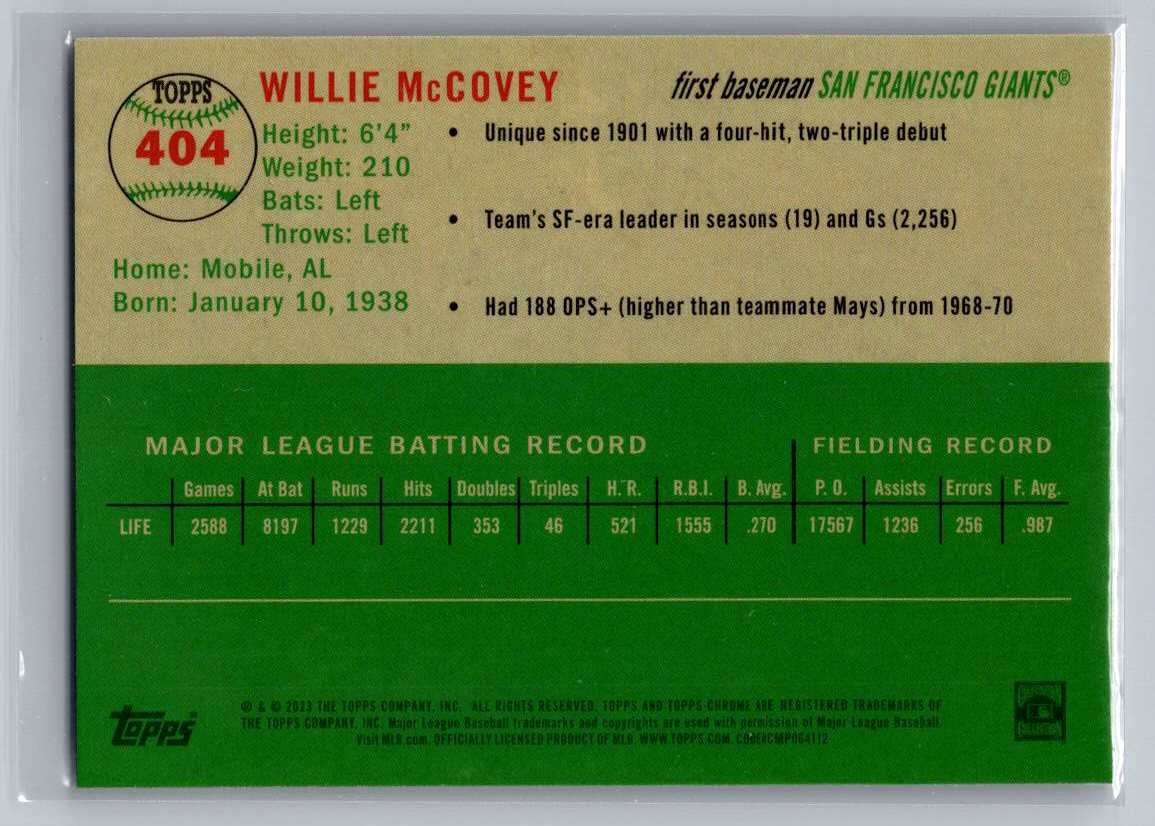 TOPPS
404
WILLIE McCOVEY
first baseman SAN FRANCISCO GIANTS®
Height: 6'4"
Weight: 210
Bats: Left
Throws: Left
Home: Mobile, AL
Born: January 10, 1938
• Unique since 1901 with a four-hit, two-triple debut
• Team's SF-era leader in seasons (19) and Gs (2,256)
• Had 188 OPS+ (higher than teammate Mays) from 1968-70
MAJOR LEAGUE BATTING RECORD FIELDING RECORD
Games At Bat Runs Hits Doubles Triples H.R. R.B.I. B. Avg. P. O. Assists Errors F. Avg.
LIFE 2588 8197 1229 2211 353 46 521 1555 .270 17567 1236 256 .987
topps®
® & © 2023 THE TOPPS COMPANY, INC. ALL RIGHTS RESERVED. TOPPS AND TOPPS CHROME ARE REGISTERED TRADEMARKS OF
THE TOPPS COMPANY, INC. Major League Baseball trademarks and copyrights are used with permission of Major League Baseball.
Visit MLB.com. OFFICIALLY LICENSED PRODUCT OF MLB. WWW.TOPPS.COM. CODE#CMP064112